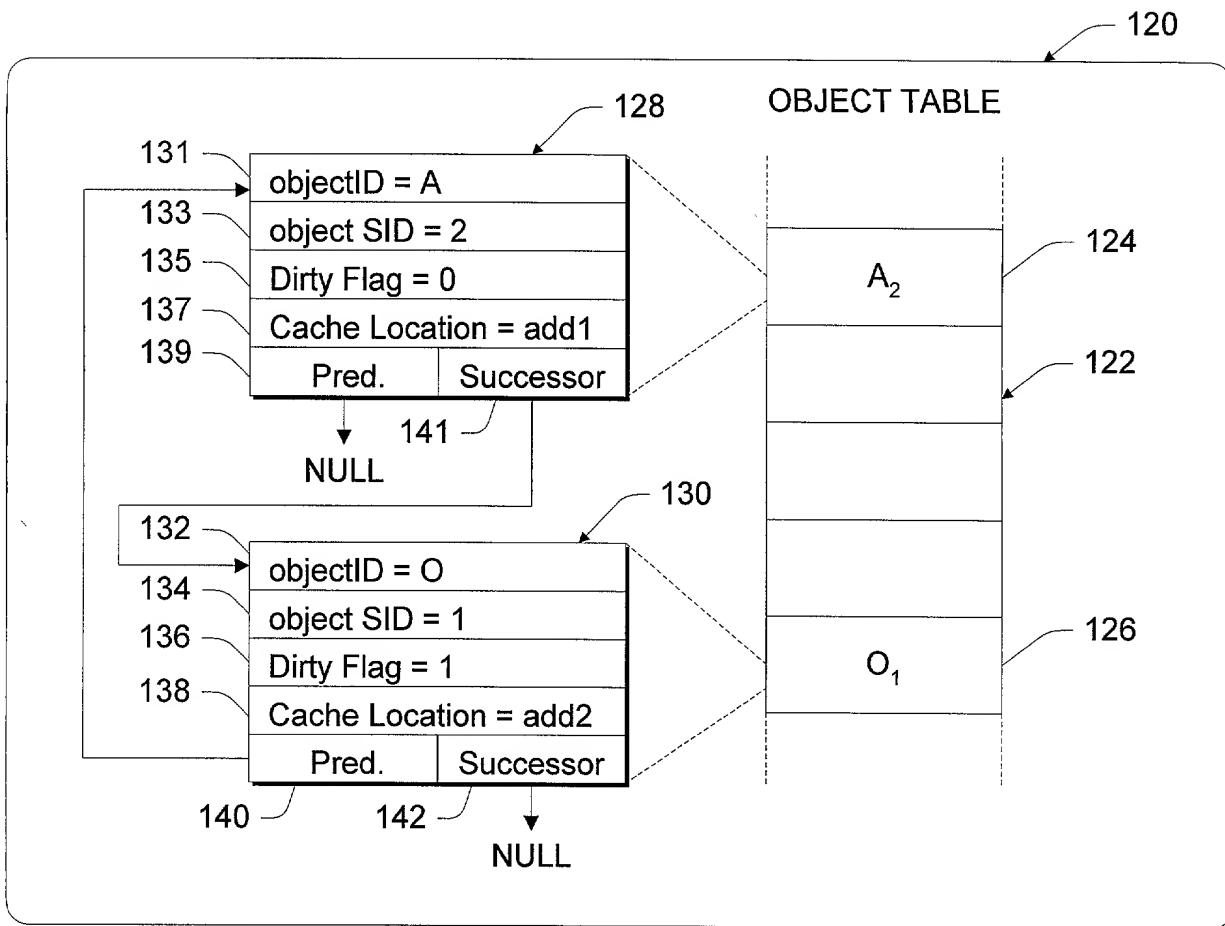 120
OBJECT TABLE
128
131
objectID = A
133
object SID = 2
124
135
Dirty Flag = 0
A₂
137
Cache Location = add1
122
139
Pred.
Successor
141
NULL
130
132
objectID = O
134
object SID = 1
126
136
Dirty Flag = 1
O₁
138
Cache Location = add2
Pred.
Successor
140
142
NULL